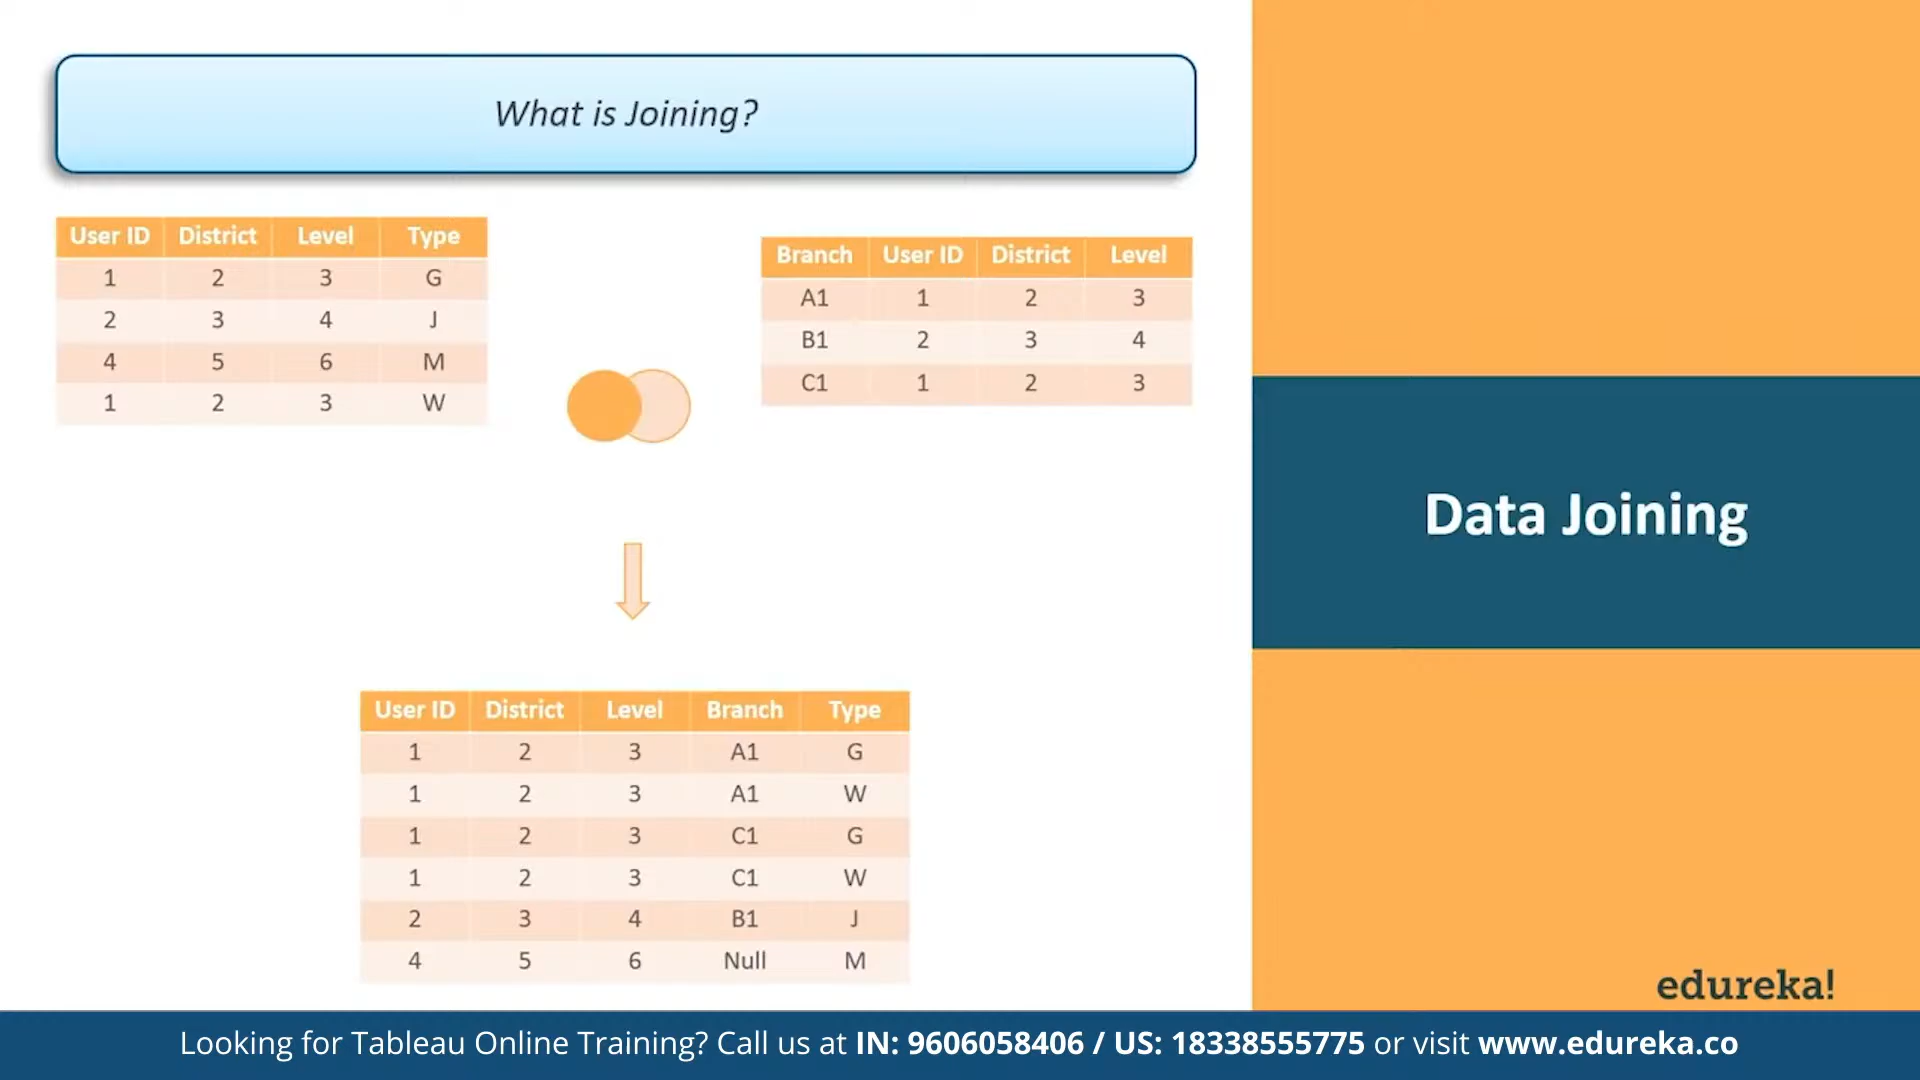 What is Joining?
User ID District Level Type
1 2 3 G
2 3 4 J
4 5 6 M
1 2 3 W
Branch User ID District Level
A1 1 2 3
B1 2 3 4
C1 1 2 3
User ID District Level Branch Type
1 2 3 A1 G
1 2 3 A1 W
1 2 3 C1 G
1 2 3 C1 W
2 3 4 B1 J
4 5 6 Null M
Data Joining
edureka!
Looking for Tableau Online Training? Call us at IN: 9606058406 / US: 18338555775 or visit www.edureka.co